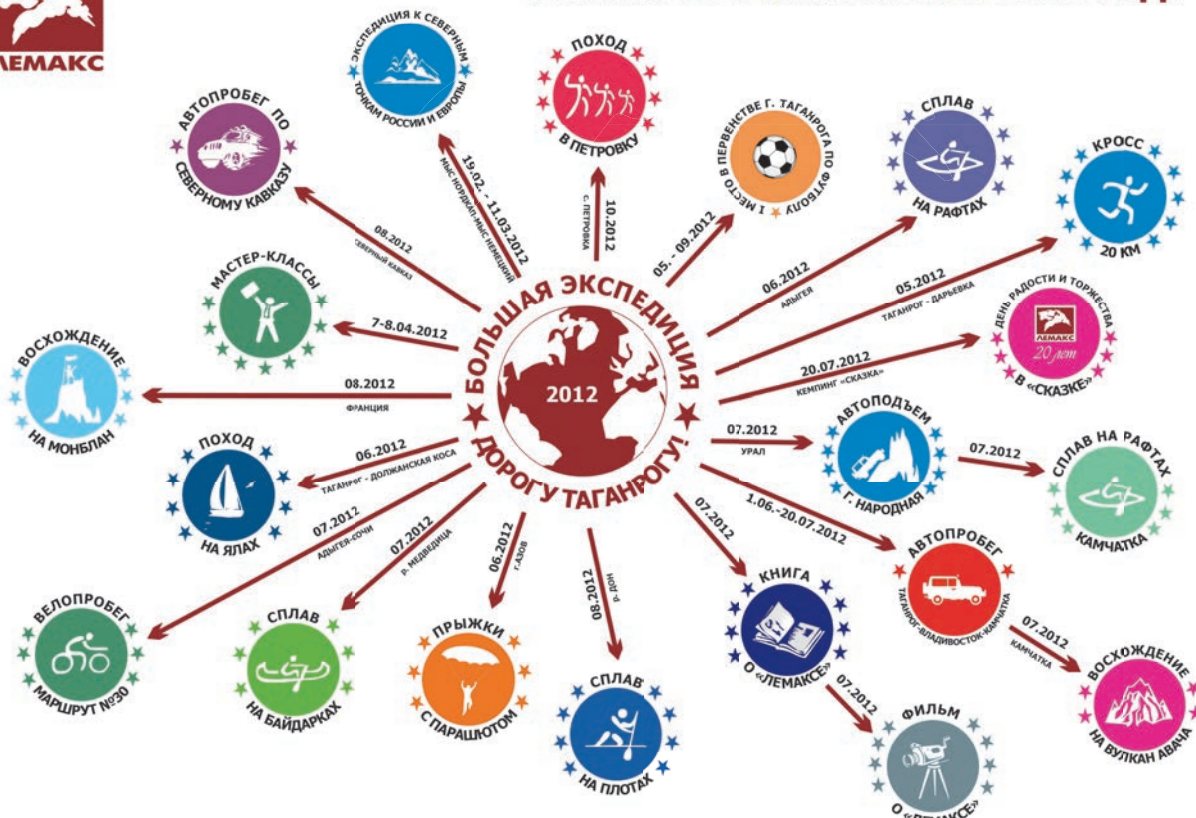 ЛЕМАКС
БОЛЬШАЯ ЭКСПЕДИЦИЯ
2012
ДОРОГУ ТАГАНРОГУ!
ЭКСПЕДИЦИЯ К СЕВЕРНЫМ
ТОЧКАМ РОССИИ И ЕВРОПЫ
19.02. - 11.03.2012
МЫС НОРДКАП-МЫС НЕМЕЦКИЙ
ПОХОД
В ПЕТРОВКУ
10.2012
с. ПЕТРОВКА
I МЕСТО В ПЕРВЕНСТВЕ Г. ТАГАНРОГА ПО ФУТБОЛУ
05. - 09.2012
СПЛАВ
НА РАФТАХ
06.2012
АДЫГЕЯ
КРОСС
20 КМ
05.2012
ТАГАНРОГ - ДАРЬЕВКА
ДЕНЬ РАДОСТИ И ТОРЖЕСТВА
ЛЕМАКС
20 лет
В «СКАЗКЕ»
20.07.2012
КЕМПИНГ «СКАЗКА»
АВТОПОДЪЕМ
Г. НАРОДНАЯ
07.2012
УРАЛ
07.2012
СПЛАВ НА РАФТАХ
КАМЧАТКА
1.06.-20.07.2012
АВТОПРОБЕГ
ТАГАНРОГ-ВЛАДИВОСТОК-КАМЧАТКА
07.2012
КАМЧАТКА
ВОСХОЖДЕНИЕ
НА ВУЛКАН АВАЧА
07.2012
КНИГА
О «ЛЕМАКСЕ»
07.2012
ФИЛЬМ
О «ЛЕМАКСЕ»
08.2012
р. ДОН
СПЛАВ
НА ПЛОТАХ
06.2012
г.АЗОВ
ПРЫЖКИ
С ПАРАШЮТОМ
07.2012
р. МЕДВЕДИЦА
СПЛАВ
НА БАЙДАРКАХ
07.2012
АДЫГЕЯ-СОЧИ
ВЕЛОПРОБЕГ
МАРШРУТ №30
06.2012
ТАГАНРОГ - ДОЛЖАНСКАЯ КОСА
ПОХОД
НА ЯЛАХ
08.2012
ФРАНЦИЯ
ВОСХОЖДЕНИЕ
НА МОНБЛАН
7-8.04.2012
МАСТЕР-КЛАССЫ
08.2012
СЕВЕРНЫЙ КАВКАЗ
АВТОПРОБЕГ ПО
СЕВЕРНОМУ КАВКАЗУ